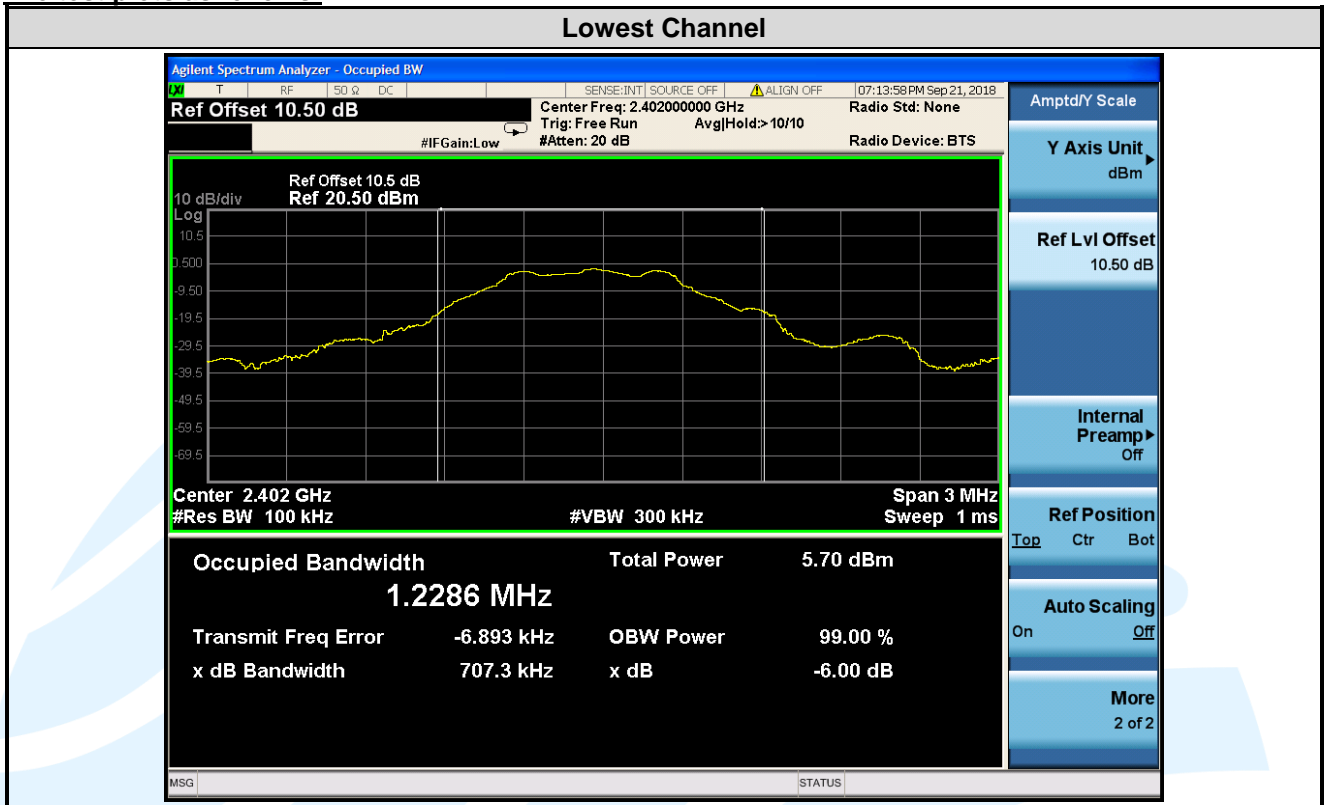 Lowest Channel
Agilent Spectrum Analyzer - Occupied BW
LXI T RF 50 Ω DC SENSE:INT SOURCE OFF ALIGN OFF 07:13:58 PM Sep 21, 2018
Ref Offset 10.50 dB Center Freq: 2.402000000 GHz Radio Std: None
Trig: Free Run Avg|Hold:> 10/10
#IFGain:Low #Atten: 20 dB Radio Device: BTS
Ref Offset 10.5 dB
10 dB/div Ref 20.50 dBm
Log
10.5
0.500
-9.50
-19.5
-29.5
-39.5
-49.5
-59.5
-69.5
Center 2.402 GHz Span 3 MHz
#Res BW 100 kHz #VBW 300 kHz Sweep 1 ms
Occupied Bandwidth Total Power 5.70 dBm
1.2286 MHz
Transmit Freq Error -6.893 kHz OBW Power 99.00 %
x dB Bandwidth 707.3 kHz x dB -6.00 dB
MSG STATUS
Amptd/Y Scale
Y Axis Unit
dBm
Ref Lvl Offset
10.50 dB
Internal
Preamp
Off
Ref Position
Top Ctr Bot
Auto Scaling
On Off
More
2 of 2